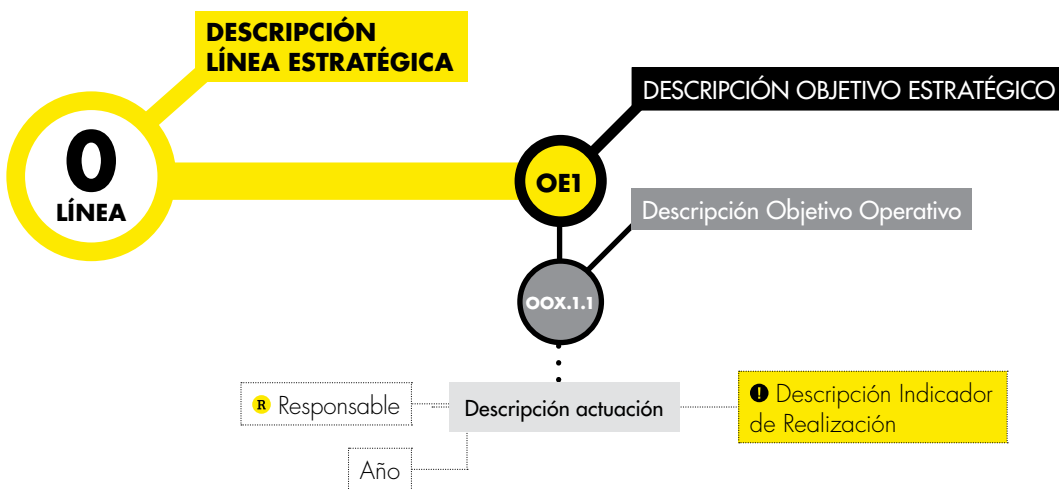 DESCRIPCIÓN
LÍNEA ESTRATÉGICA
DESCRIPCIÓN OBJETIVO ESTRATÉGICO
0
LÍNEA
OE1
Descripción Objetivo Operativo
OOX.1.1
R Responsable
Descripción actuación
! Descripción Indicador
de Realización
Año